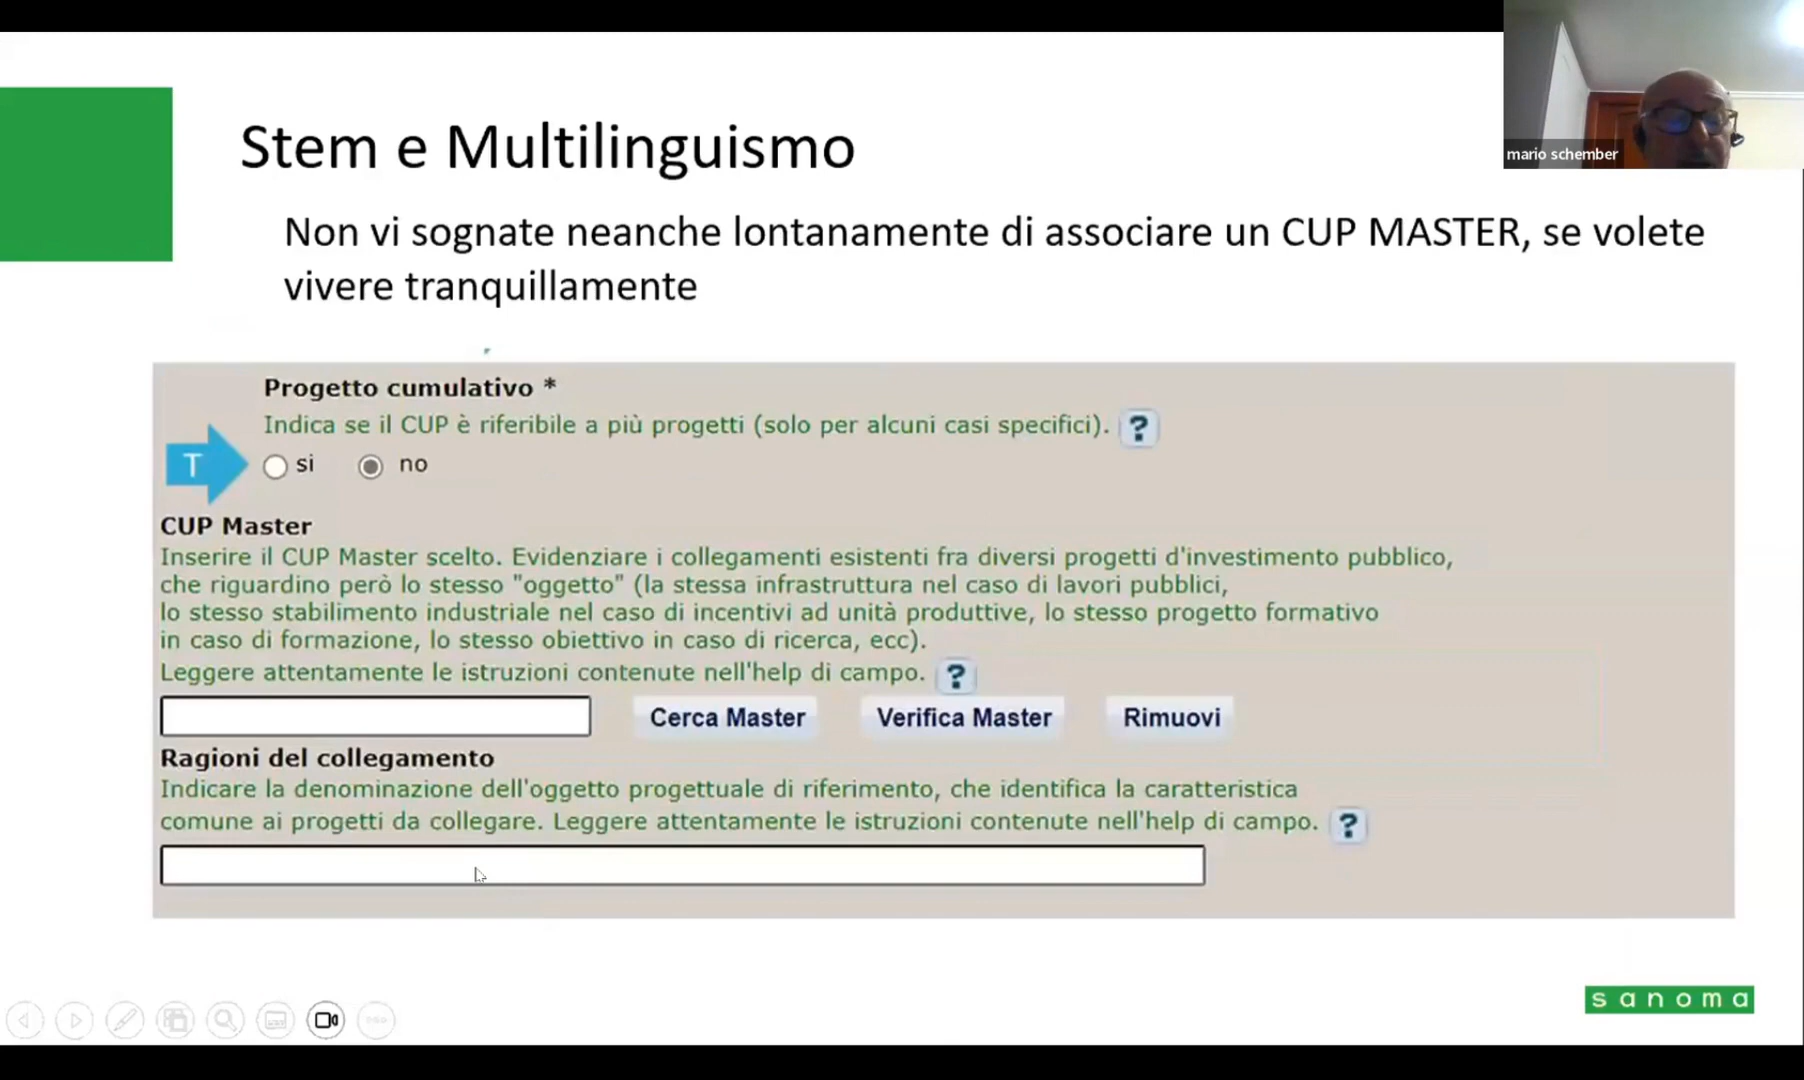 Stem e Multilinguismo
mario schember
Non vi sognate neanche lontanamente di associare un CUP MASTER, se volete
vivere tranquillamente
Progetto cumulativo *
Indica se il CUP è riferibile a più progetti (solo per alcuni casi specifici). ?
T
si no
CUP Master
Inserire il CUP Master scelto. Evidenziare i collegamenti esistenti fra diversi progetti d'investimento pubblico,
che riguardino però lo stesso "oggetto" (la stessa infrastruttura nel caso di lavori pubblici,
lo stesso stabilimento industriale nel caso di incentivi ad unità produttive, lo stesso progetto formativo
in caso di formazione, lo stesso obiettivo in caso di ricerca, ecc).
Leggere attentamente le istruzioni contenute nell'help di campo. ?
Cerca Master Verifica Master Rimuovi
Ragioni del collegamento
Indicare la denominazione dell'oggetto progettuale di riferimento, che identifica la caratteristica
comune ai progetti da collegare. Leggere attentamente le istruzioni contenute nell'help di campo. ?
sanoma